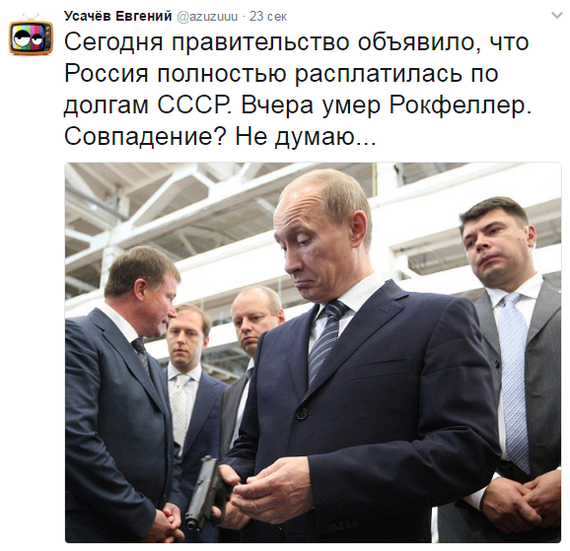 Усачёв Евгений @azuzuuu · 23 сек
Сегодня правительство объявило, что
Россия полностью расплатилась по
долгам СССР. Вчера умер Рокфеллер.
Совпадение? Не думаю...